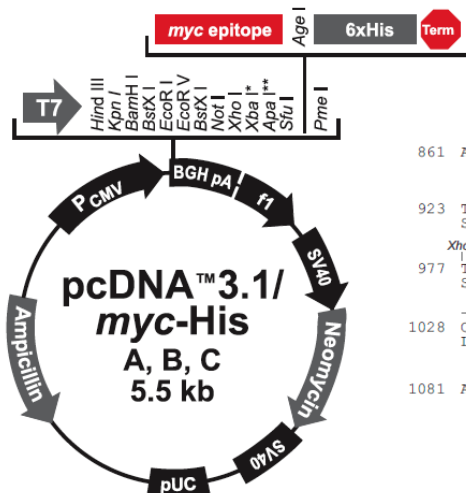 myc epitope Age I 6xHis Term
T7 Hind III Kpn I BamH I BstX I EcoR I EcoR V BstX I Not I Xho I Xba I* Apa I** Sfu I Pme I
PCMV BGH pA f1
SV40
Neomycin
SV40
pUC
Ampicillin
pcDNA™3.1/
myc-His
A, B, C
5.5 kb
861
923
S
Xho
977
S
1028
1081